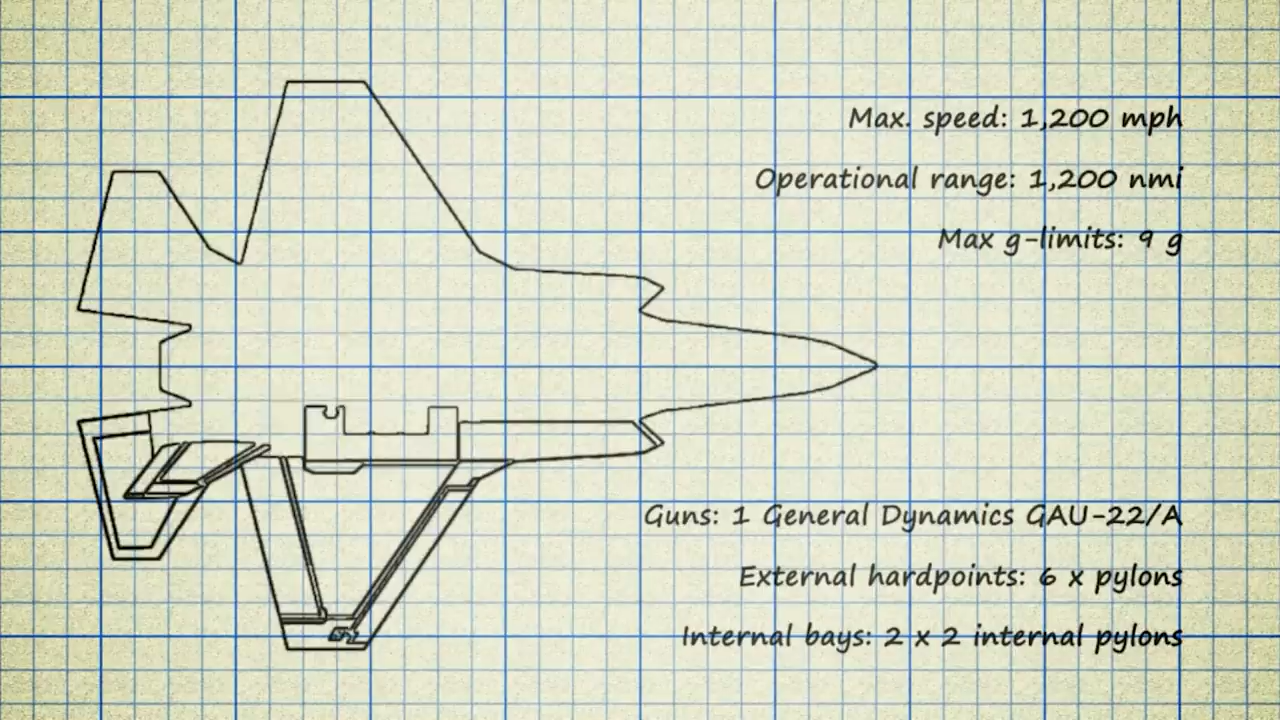 Max. speed: 1,200 mph
Operational range: 1,200 nmi
Max g-limits: 9 g
Guns: 1 General Dynamics GAU-22/A
External hardpoints: 6 x pylons
Internal bays: 2 x 2 internal pylons